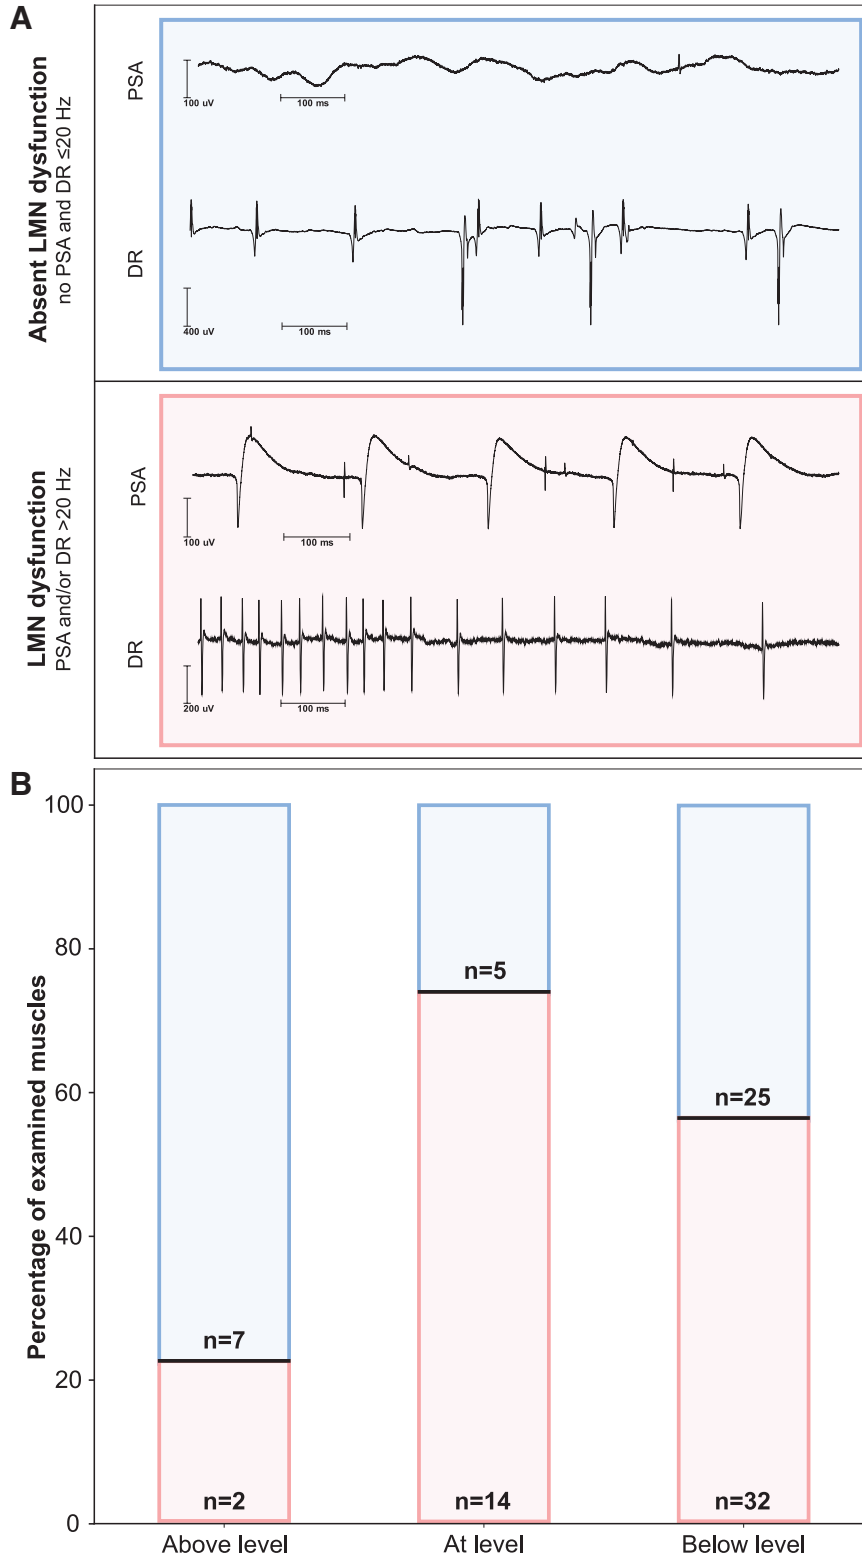 A
Absent LMN dysfunction
no PSA and DR ≤20 Hz
PSA
100 uV
100 ms
DR
400 uV
100 ms
LMN dysfunction
PSA and/or DR >20 Hz
PSA
100 uV
100 ms
DR
200 uV
100 ms
B
Percentage of examined muscles
100
80
60
40
20
0
n=7
n=2
n=5
n=14
n=25
n=32
Above level
At level
Below level